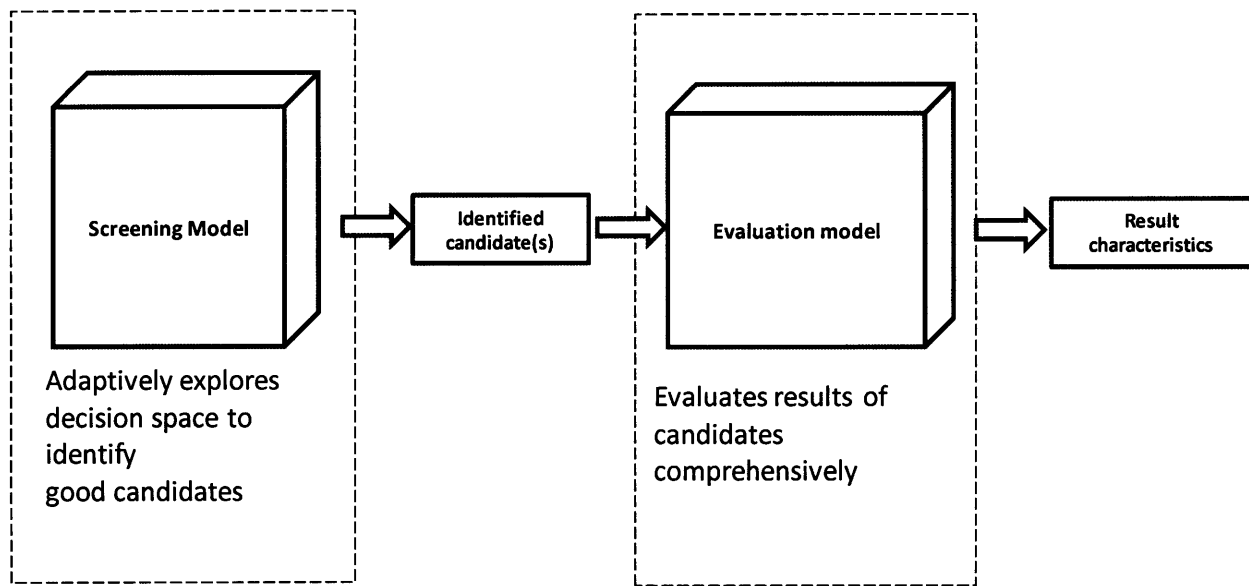 Screening Model
Adaptively explores
decision space to
identify
good candidates
Identified
candidate(s)
Evaluation model
Evaluates results of
candidates
comprehensively
Result
characteristics